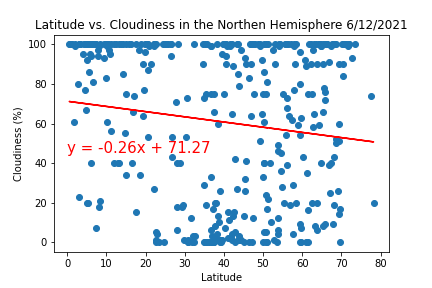 Latitude vs. Cloudiness in the Northen Hemisphere 6/12/2021
100
80
60
40
20
0
Cloudiness (%)
y = -0.26x + 71.27
0 10 20 30 40 50 60 70 80
Latitude